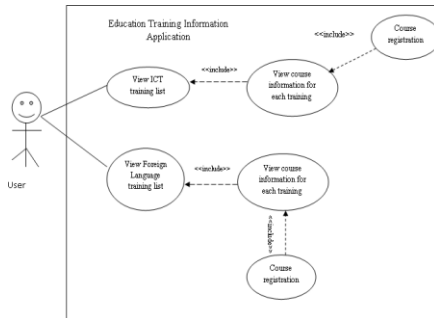 Education Training Information
Application
Course
registration
<<include>>
View ICT
training list
<<include>>
View course
information for
each training
User
View Foreign
Language
training list
<<include>>
View course
information for
each training
<<include>>
Course
registration